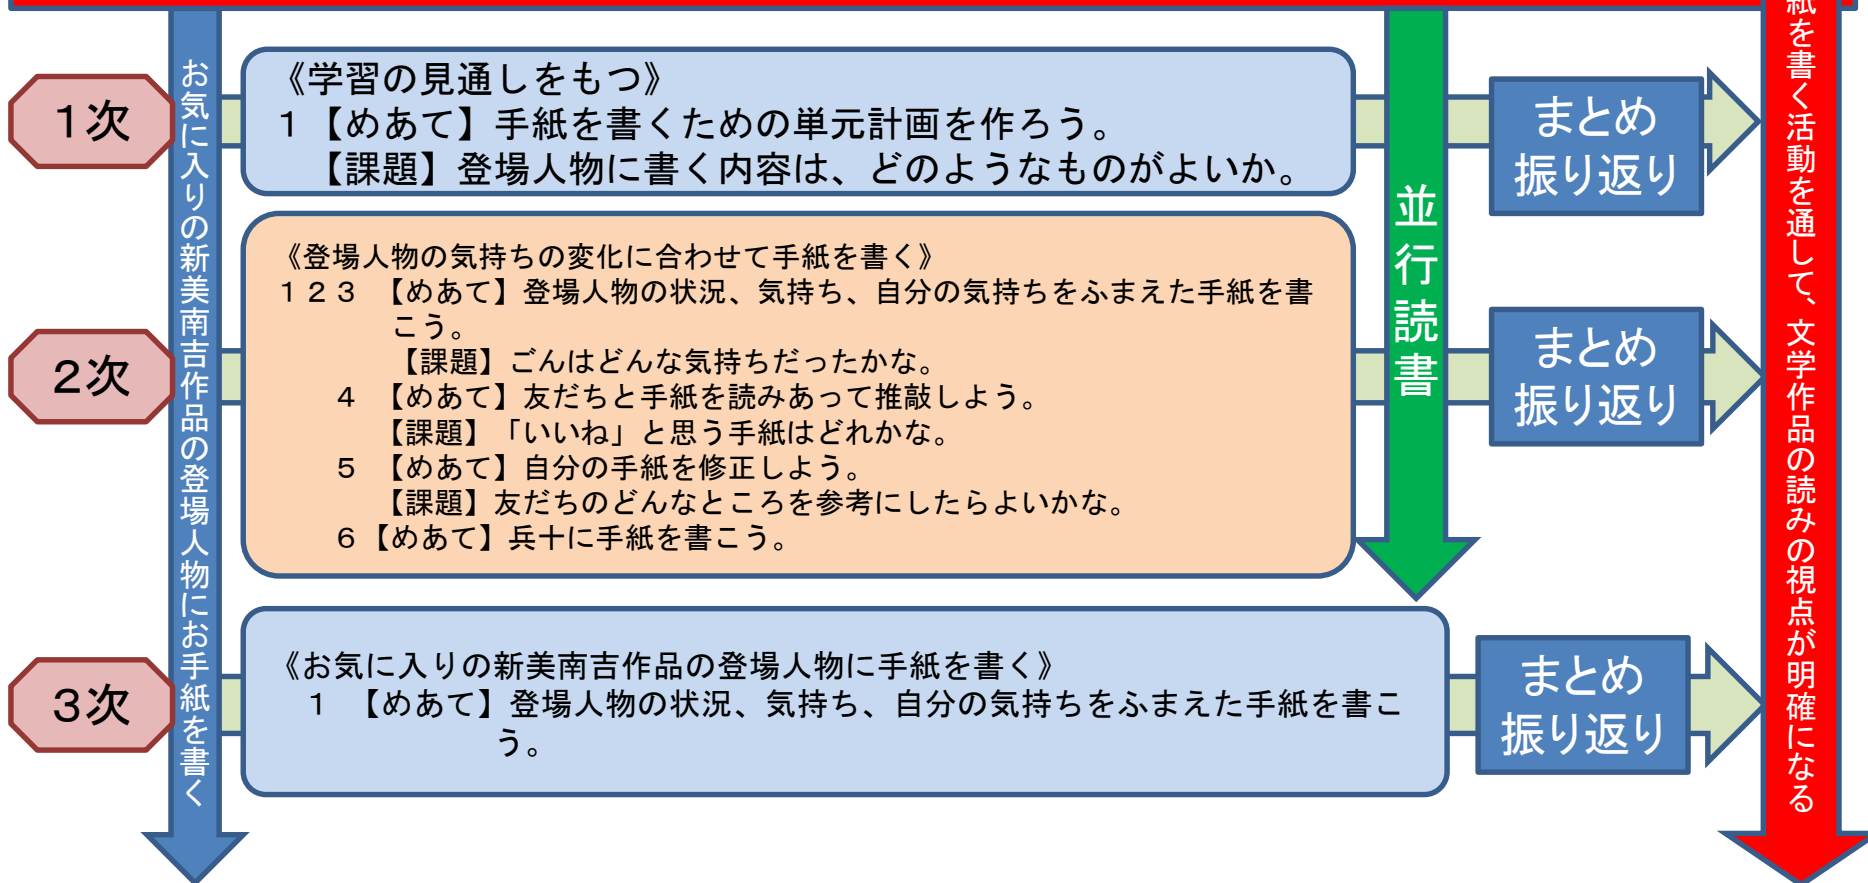 お気に入りの新美南吉作品の登場人物にお手紙を書く
1次
《学習の見通しをもつ》
1【めあて】手紙を書くための単元計画を作ろう。
【課題】登場人物に書く内容は、どのようなものがよいか。
まとめ
振り返り
2次
《登場人物の気持ちの変化に合わせて手紙を書く》
1 2 3 【めあて】登場人物の状況、気持ち、自分の気持ちをふまえた手紙を書
こう。
【課題】ごんはどんな気持ちだったかな。
4 【めあて】友だちと手紙を読みあって推敲しよう。
【課題】「いいね」と思う手紙はどれかな。
5 【めあて】自分の手紙を修正しよう。
【課題】友だちのどんなところを参考にしたらよいかな。
6【めあて】兵十に手紙を書こう。
まとめ
振り返り
3次
《お気に入りの新美南吉作品の登場人物に手紙を書く》
1 【めあて】登場人物の状況、気持ち、自分の気持ちをふまえた手紙を書こ
う。
まとめ
振り返り
並行読書
紙を書く活動を通して、文学作品の読みの視点が明確になる